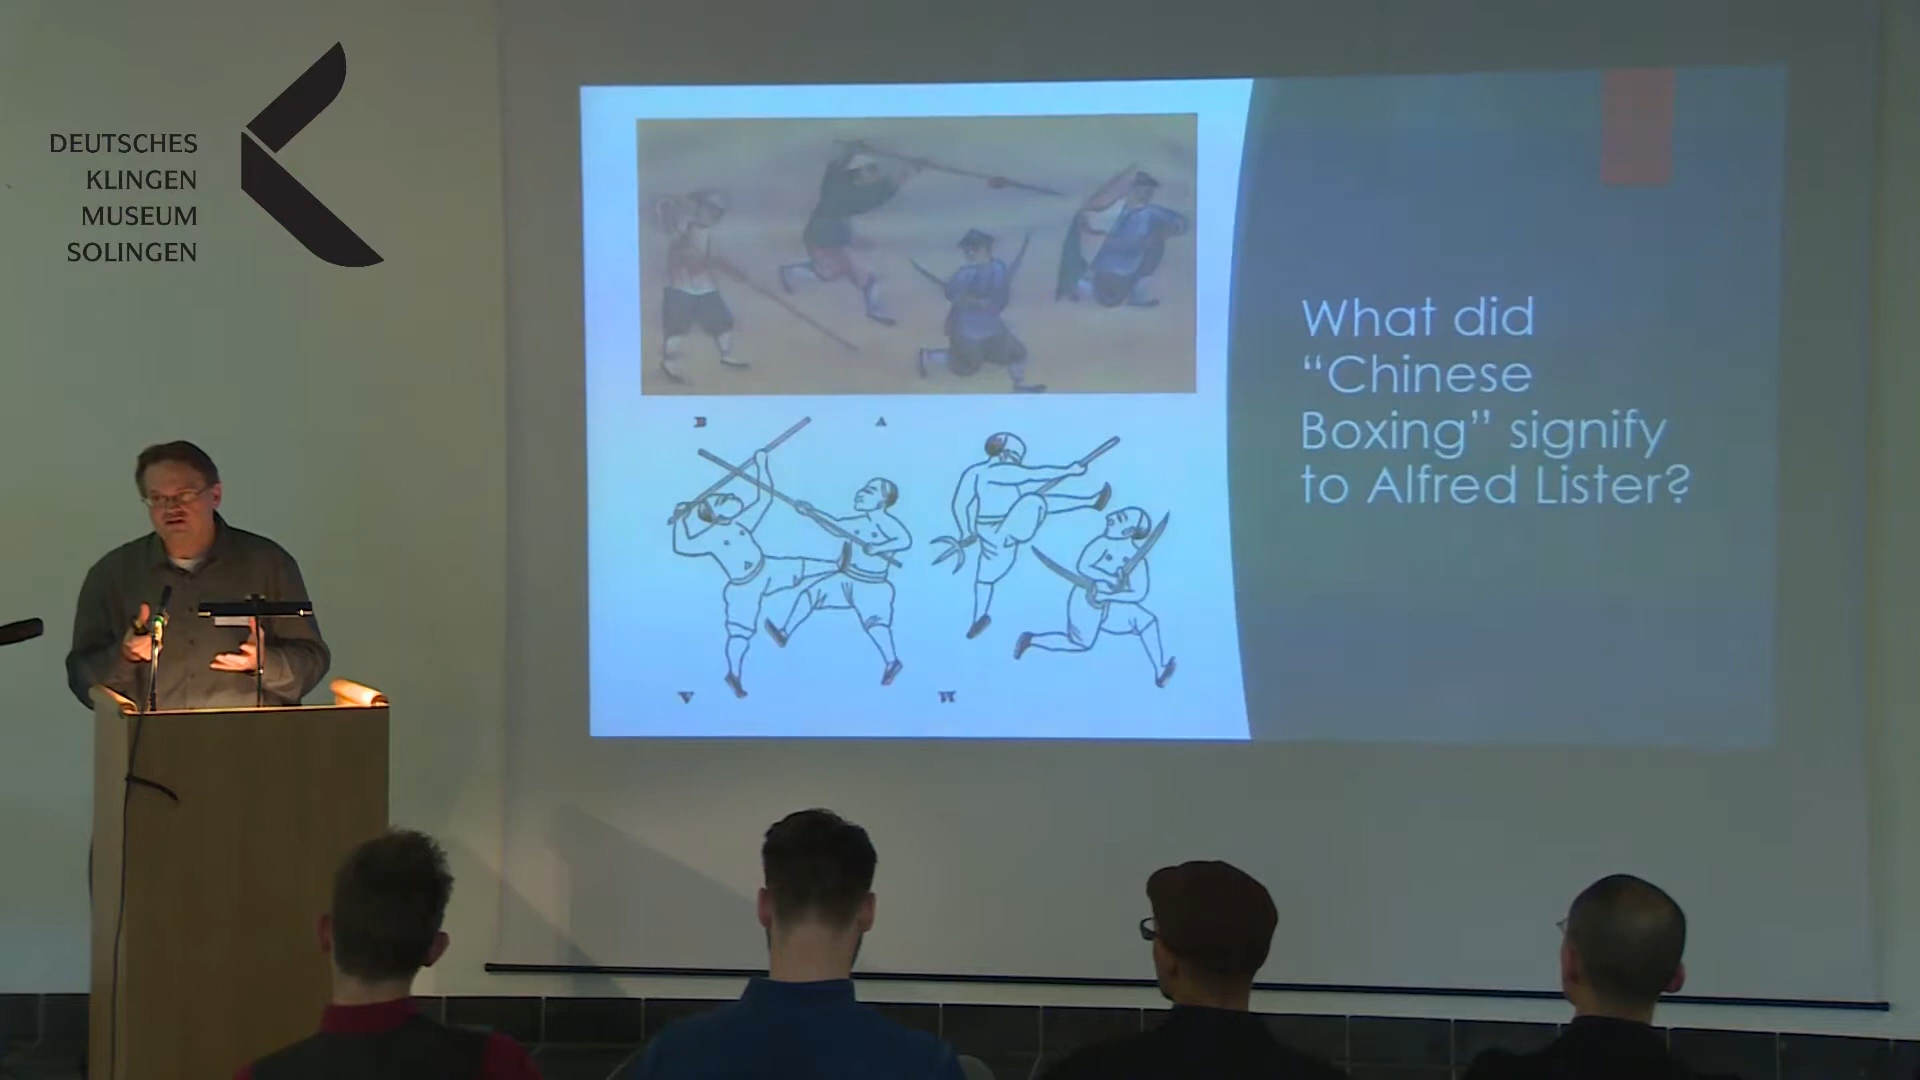 DEUTSCHES
KLINGEN
MUSEUM
SOLINGEN
What did
“Chinese
Boxing” signify
to Alfred Lister?
B A
V